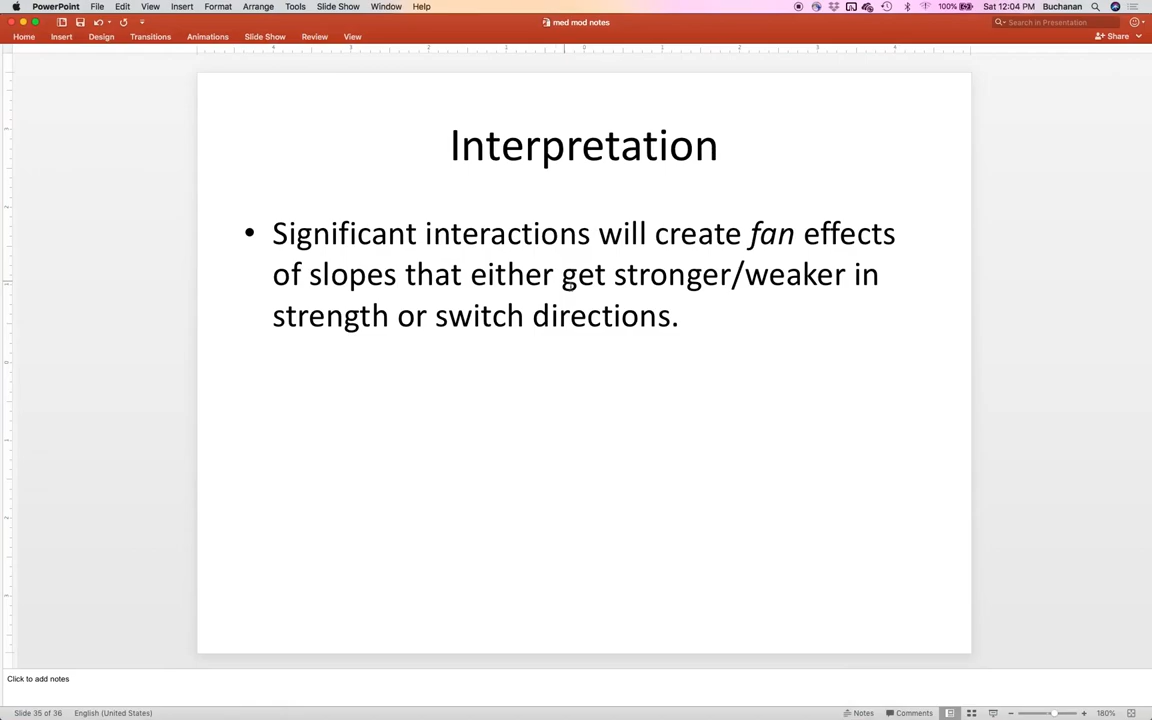 PowerPoint File Edit View Insert Format Arrange Tools Slide Show Window Help 100% Sat 12:04 PM Buchanan
med mod notes
Search in Presentation
Home Insert Design Transitions Animations Slide Show Review View Share
Interpretation
• Significant interactions will create fan effects
of slopes that either get stronger/weaker in
strength or switch directions.
Click to add notes
Slide 35 of 36 English (United States) Notes Comments 180%